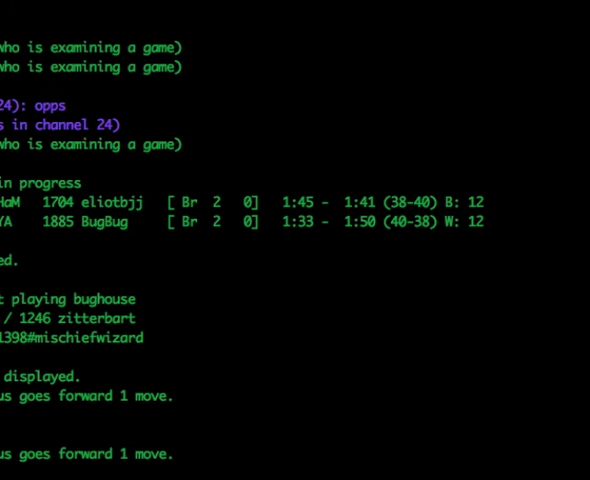 who is examining a game)
who is examining a game)
24): opps
s in channel 24)
who is examining a game)
in progress
HaM 1704 eliotbjj [ Br 2 0] 1:45 - 1:41 (38-40) B: 12
YA 1885 BugBug [ Br 2 0] 1:33 - 1:50 (40-38) W: 12
ed.
t playing bughouse
/ 1246 zitterbart
1398#mischiefwizard
displayed.
us goes forward 1 move.
us goes forward 1 move.